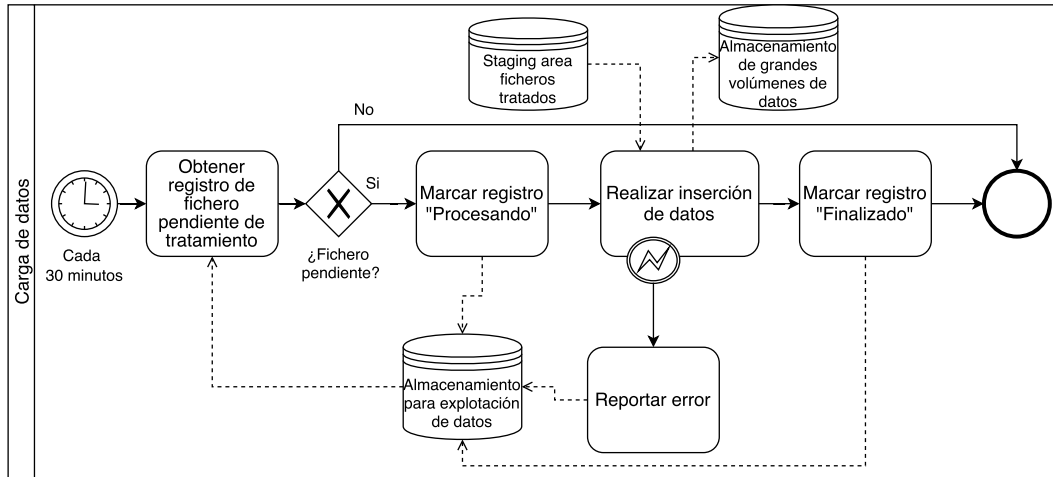 Carga de datos
Staging area
ficheros
tratados
Almacenamiento
de grandes
volúmenes de
datos
No
Cada
30 minutos
Obtener
registro de
fichero
pendiente de
tratamiento
¿Fichero
pendiente?
Si
Marcar registro
"Procesando"
Realizar inserción
de datos
Marcar registro
"Finalizado"
Almacenamiento
para explotación
de datos
Reportar error